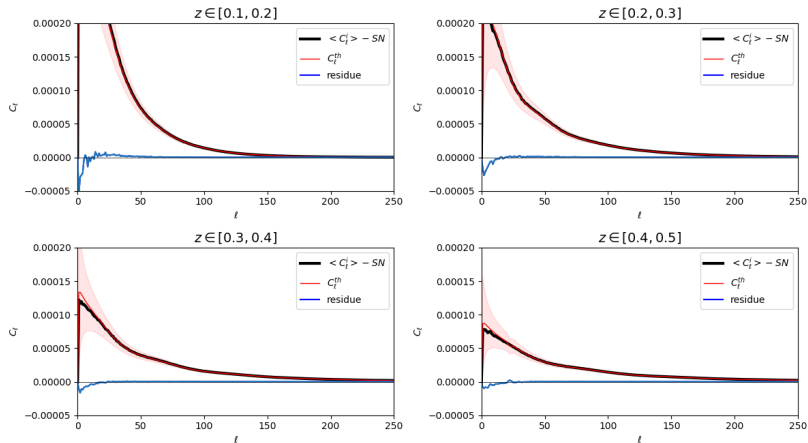 z ∈ [0.1, 0.2]
0.00020
0.00015
0.00010
0.00005
0.00000
−0.00005
C_ℓ
0 50 100 150 200 250
ℓ
< C_ℓ^i > − SN
C_ℓ^th
residue
z ∈ [0.2, 0.3]
0.00020
0.00015
0.00010
0.00005
0.00000
−0.00005
C_ℓ
0 50 100 150 200 250
ℓ
< C_ℓ^i > − SN
C_ℓ^th
residue
z ∈ [0.3, 0.4]
0.00020
0.00015
0.00010
0.00005
0.00000
−0.00005
C_ℓ
0 50 100 150 200 250
ℓ
< C_ℓ^i > − SN
C_ℓ^th
residue
z ∈ [0.4, 0.5]
0.00020
0.00015
0.00010
0.00005
0.00000
−0.00005
C_ℓ
0 50 100 150 200 250
ℓ
< C_ℓ^i > − SN
C_ℓ^th
residue